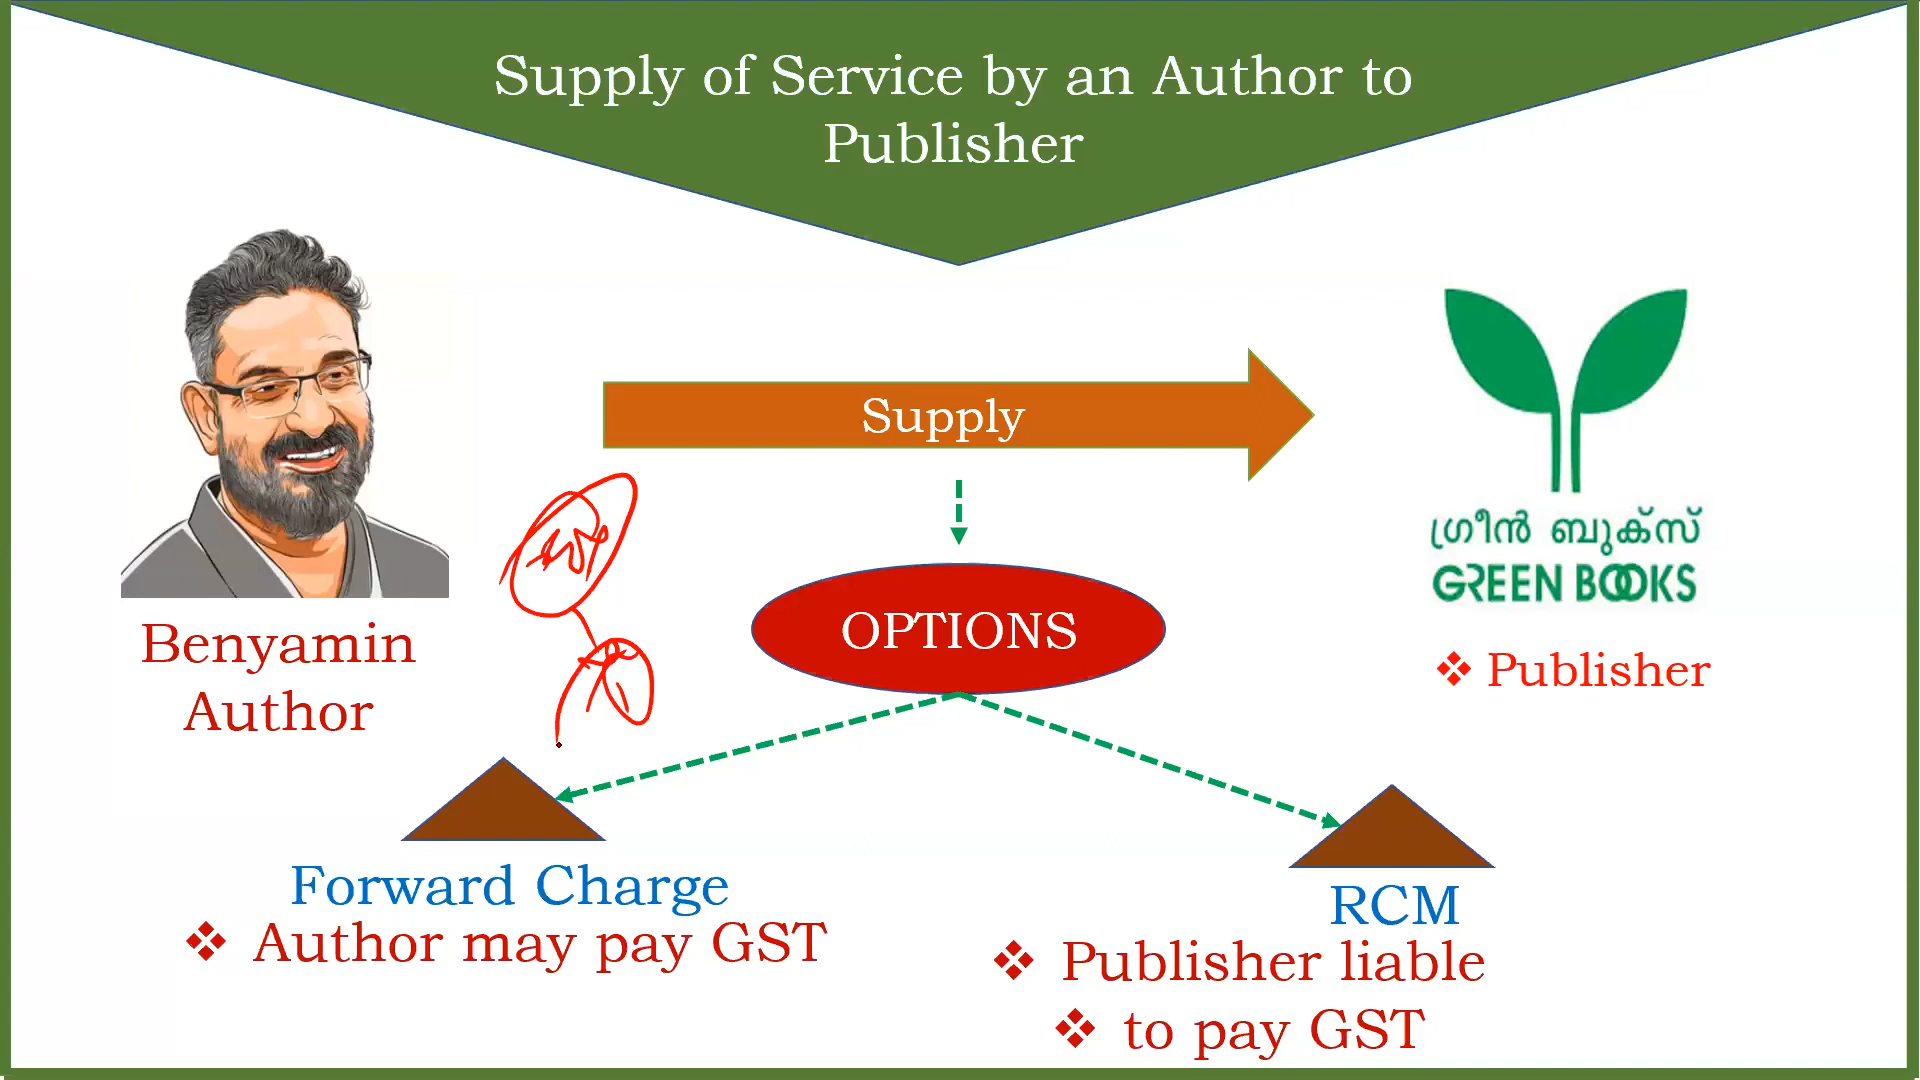 Supply of Service by an Author to
Publisher
Supply
ഗ്രീൻ ബുക്സ്
GREEN BOOKS
OPTIONS
Benyamin
Author
❖ Publisher
Forward Charge
❖ Author may pay GST
RCM
❖ Publisher liable
❖ to pay GST